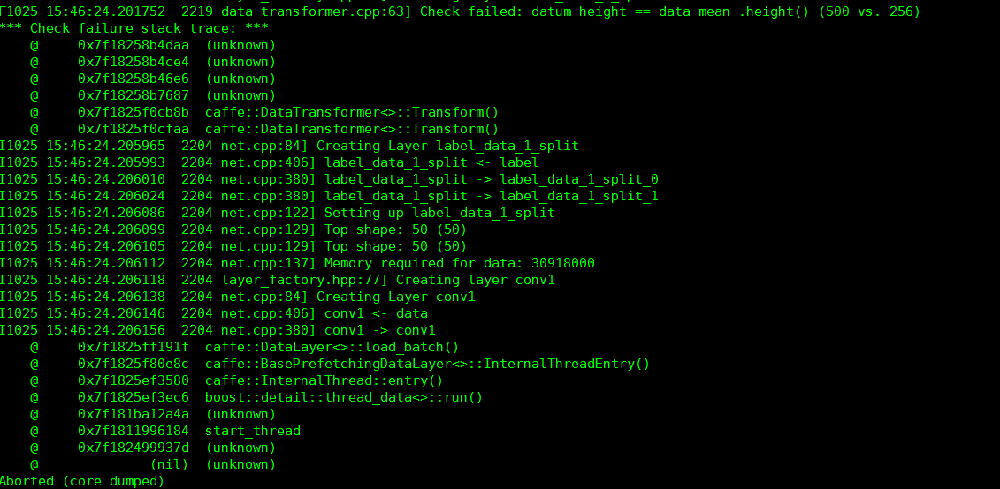 F1025 15:46:24.201752  2219 data_transformer.cpp:63] Check failed: datum_height == data_mean_.height() (500 vs. 256)
*** Check failure stack trace: ***
    @     0x7f18258b4daa  (unknown)
    @     0x7f18258b4ce4  (unknown)
    @     0x7f18258b46e6  (unknown)
    @     0x7f18258b7687  (unknown)
    @     0x7f1825f0cb8b  caffe::DataTransformer<>::Transform()
    @     0x7f1825f0cfaa  caffe::DataTransformer<>::Transform()
I1025 15:46:24.205965  2204 net.cpp:84] Creating Layer label_data_1_split
I1025 15:46:24.205993  2204 net.cpp:406] label_data_1_split <- label
I1025 15:46:24.206010  2204 net.cpp:380] label_data_1_split -> label_data_1_split_0
I1025 15:46:24.206024  2204 net.cpp:380] label_data_1_split -> label_data_1_split_1
I1025 15:46:24.206086  2204 net.cpp:122] Setting up label_data_1_split
I1025 15:46:24.206099  2204 net.cpp:129] Top shape: 50 (50)
I1025 15:46:24.206105  2204 net.cpp:129] Top shape: 50 (50)
I1025 15:46:24.206112  2204 net.cpp:137] Memory required for data: 30918000
I1025 15:46:24.206118  2204 layer_factory.hpp:77] Creating layer conv1
I1025 15:46:24.206138  2204 net.cpp:84] Creating Layer conv1
I1025 15:46:24.206146  2204 net.cpp:406] conv1 <- data
I1025 15:46:24.206156  2204 net.cpp:380] conv1 -> conv1
    @     0x7f1825ff191f  caffe::DataLayer<>::load_batch()
    @     0x7f1825f80e8c  caffe::BasePrefetchingDataLayer<>::InternalThreadEntry()
    @     0x7f1825ef3580  caffe::InternalThread::entry()
    @     0x7f1825ef3ec6  boost::detail::thread_data<>::run()
    @     0x7f181ba12a4a  (unknown)
    @     0x7f1811996184  start_thread
    @     0x7f182499937d  (unknown)
    @              (nil)  (unknown)
Aborted (core dumped)